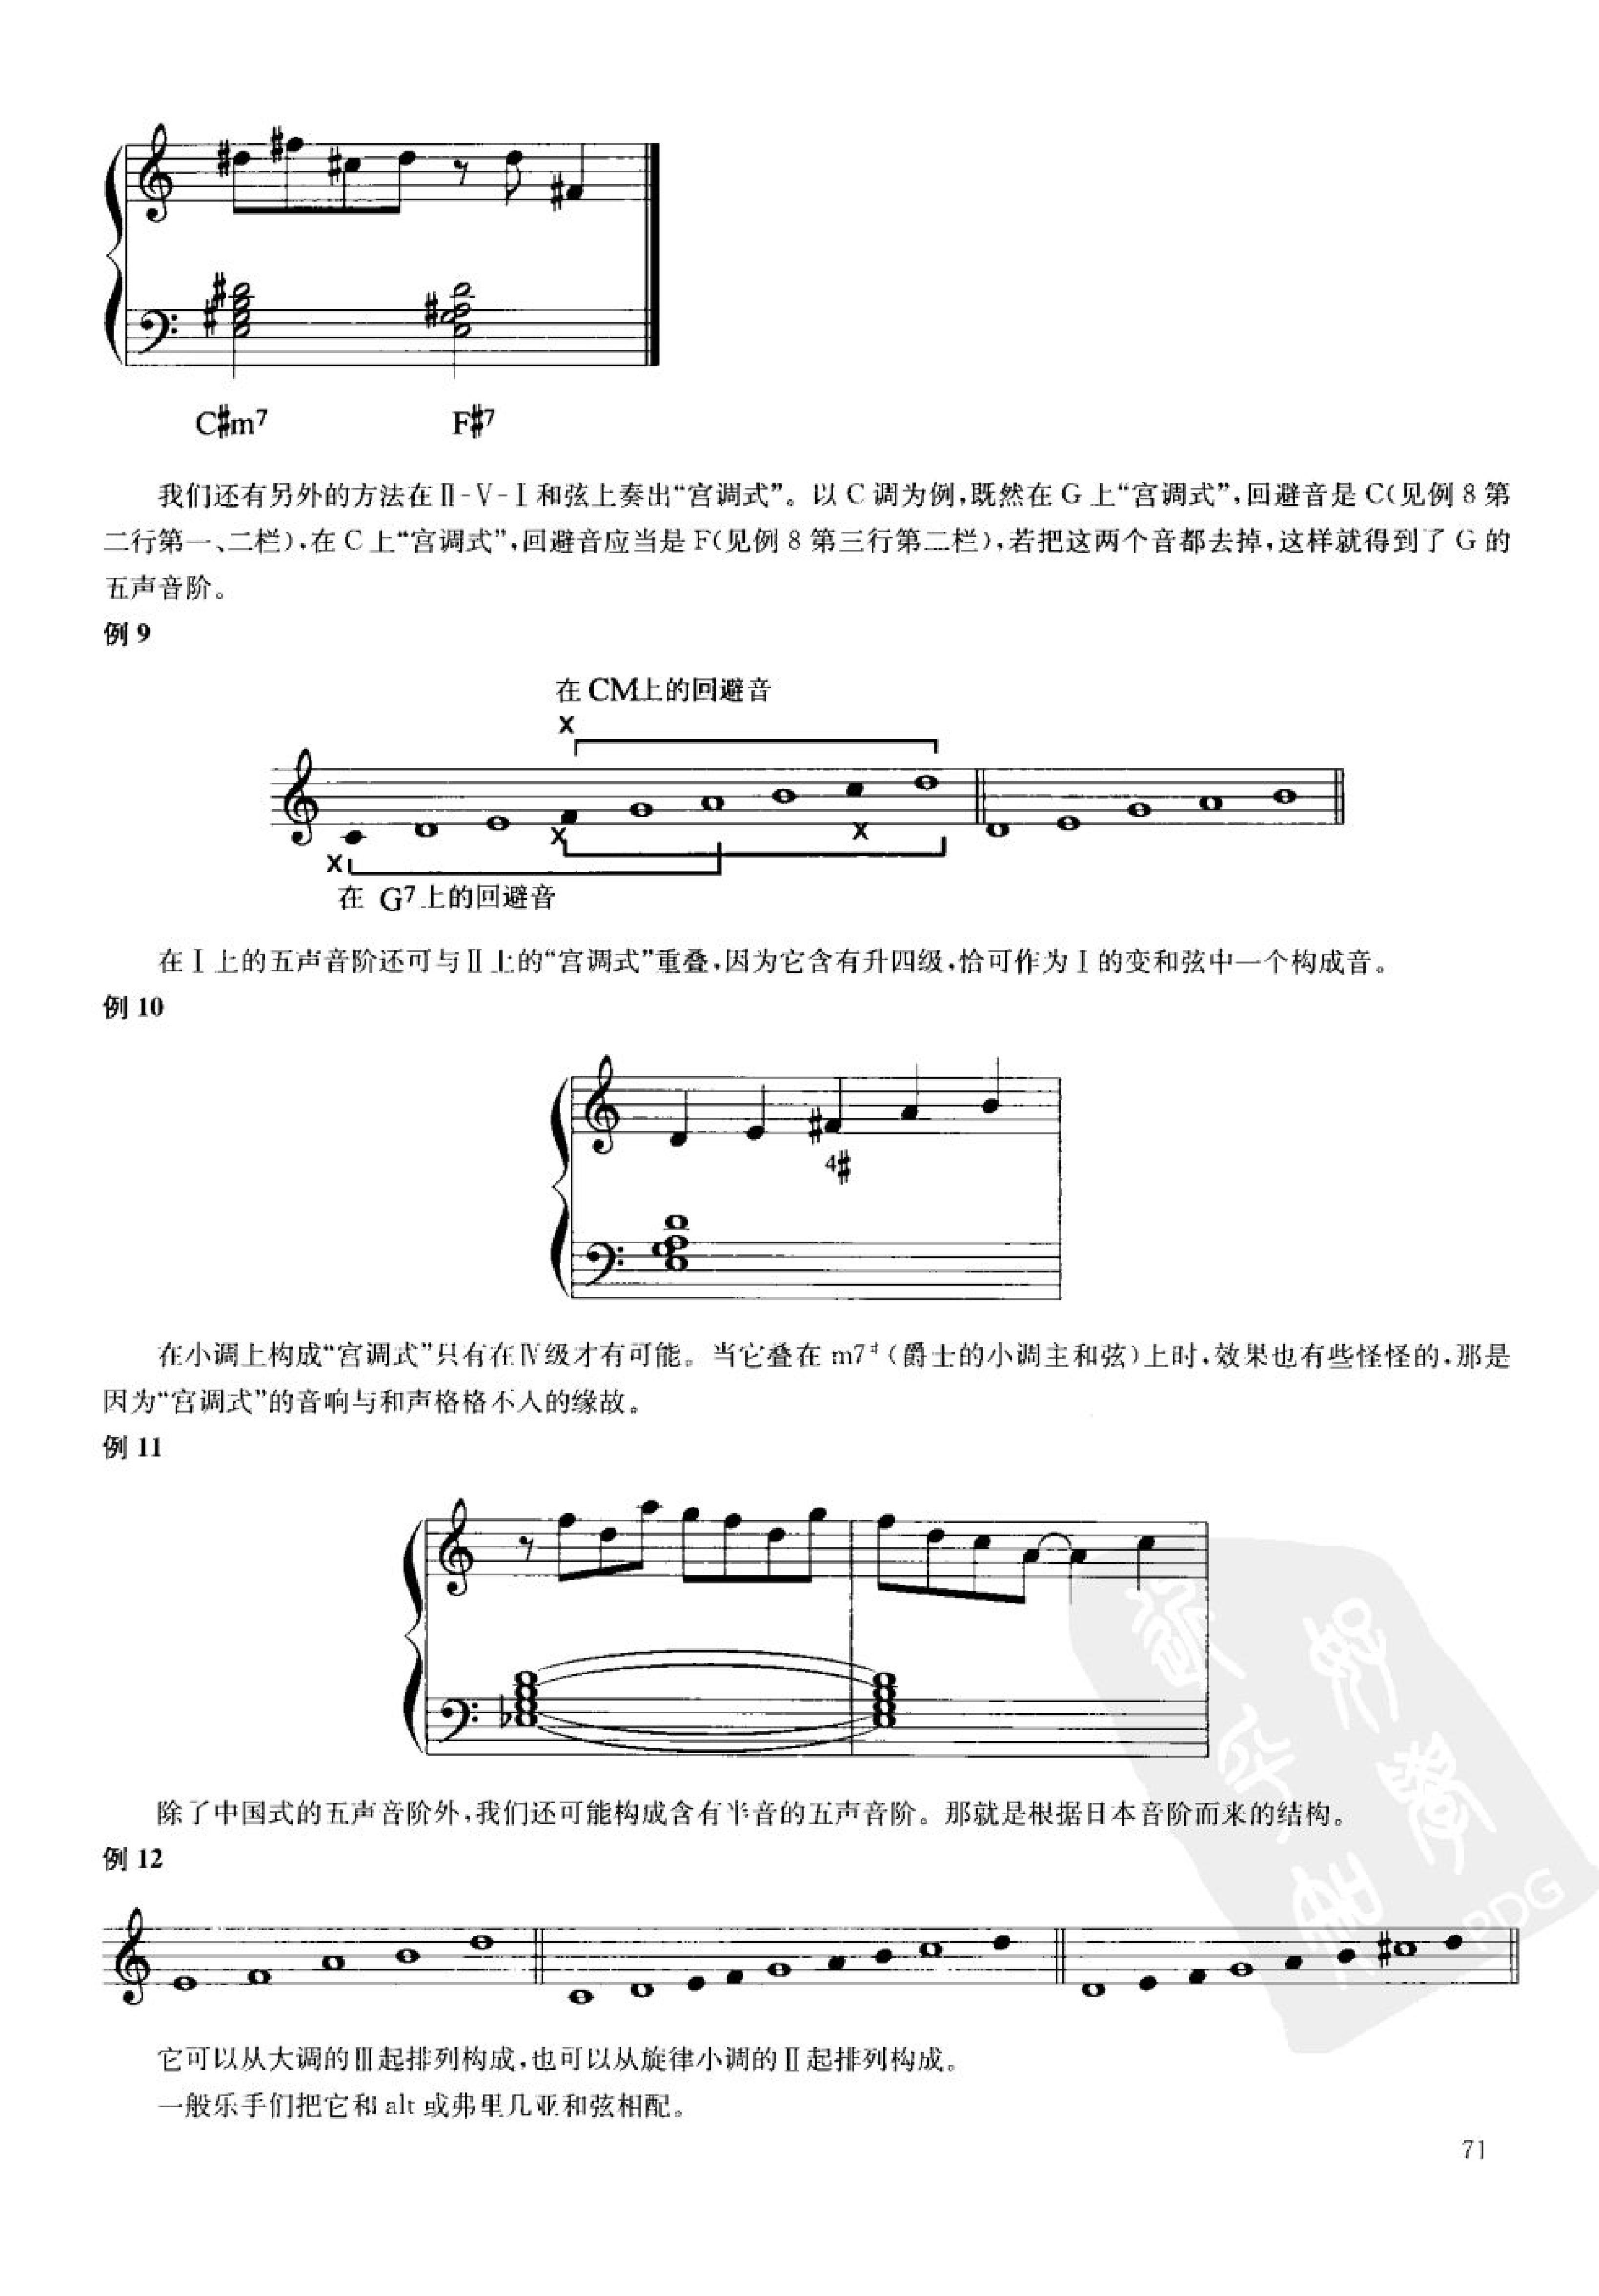 C#m7 F#7
我们还有另外的方法在Ⅱ-Ⅴ-Ⅰ和弦上奏出“宫调式”。以 C 调为例,既然在 G 上“宫调式”,回避音是 C(见例 8 第
二行第一、二栏),在 C 上“宫调式”,回避音应当是 F(见例 8 第三行第二栏),若把这两个音都去掉,这样就得到了 G 的
五声音阶。
例 9
在 CM上的回避音
X
X X
X
在 G7上的回避音
在Ⅰ上的五声音阶还可与Ⅱ上的“宫调式”重叠,因为它含有升四级,恰可作为Ⅰ的变和弦中一个构成音。
例 10
4#
在小调上构成“宫调式”只有在Ⅳ级才有可能。当它叠在 m7#(爵士的小调主和弦)上时,效果也有些怪怪的,那是
因为“宫调式”的音响与和声格格不入的缘故。
例 11
除了中国式的五声音阶外,我们还可能构成含有半音的五声音阶。那就是根据日本音阶而来的结构。
例 12
它可以从大调的Ⅲ起排列构成,也可以从旋律小调的Ⅱ起排列构成。
一般乐手们把它和 alt 或弗里几亚和弦相配。
PDG
71